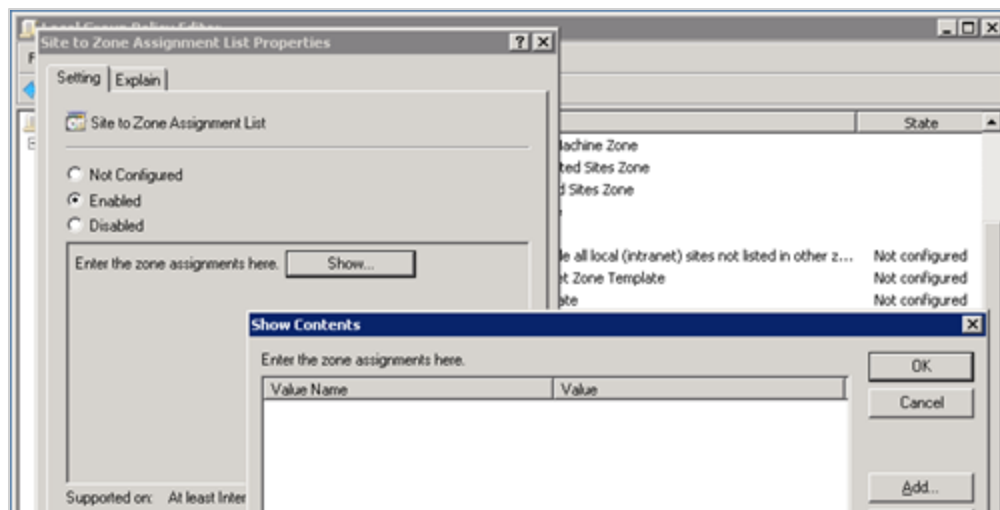 Local Group Policy Editor
Site to Zone Assignment List Properties
Setting
Explain
Site to Zone Assignment List
Not Configured
Enabled
Disabled
Enter the zone assignments here.
Show...
Supported on: At least Inter
State
achine Zone
ted Sites Zone
d Sites Zone
le all local (intranet) sites not listed in other z... Not configured
et Zone Template Not configured
ate Not configured
Show Contents
Enter the zone assignments here.
Value Name Value
OK
Cancel
Add...